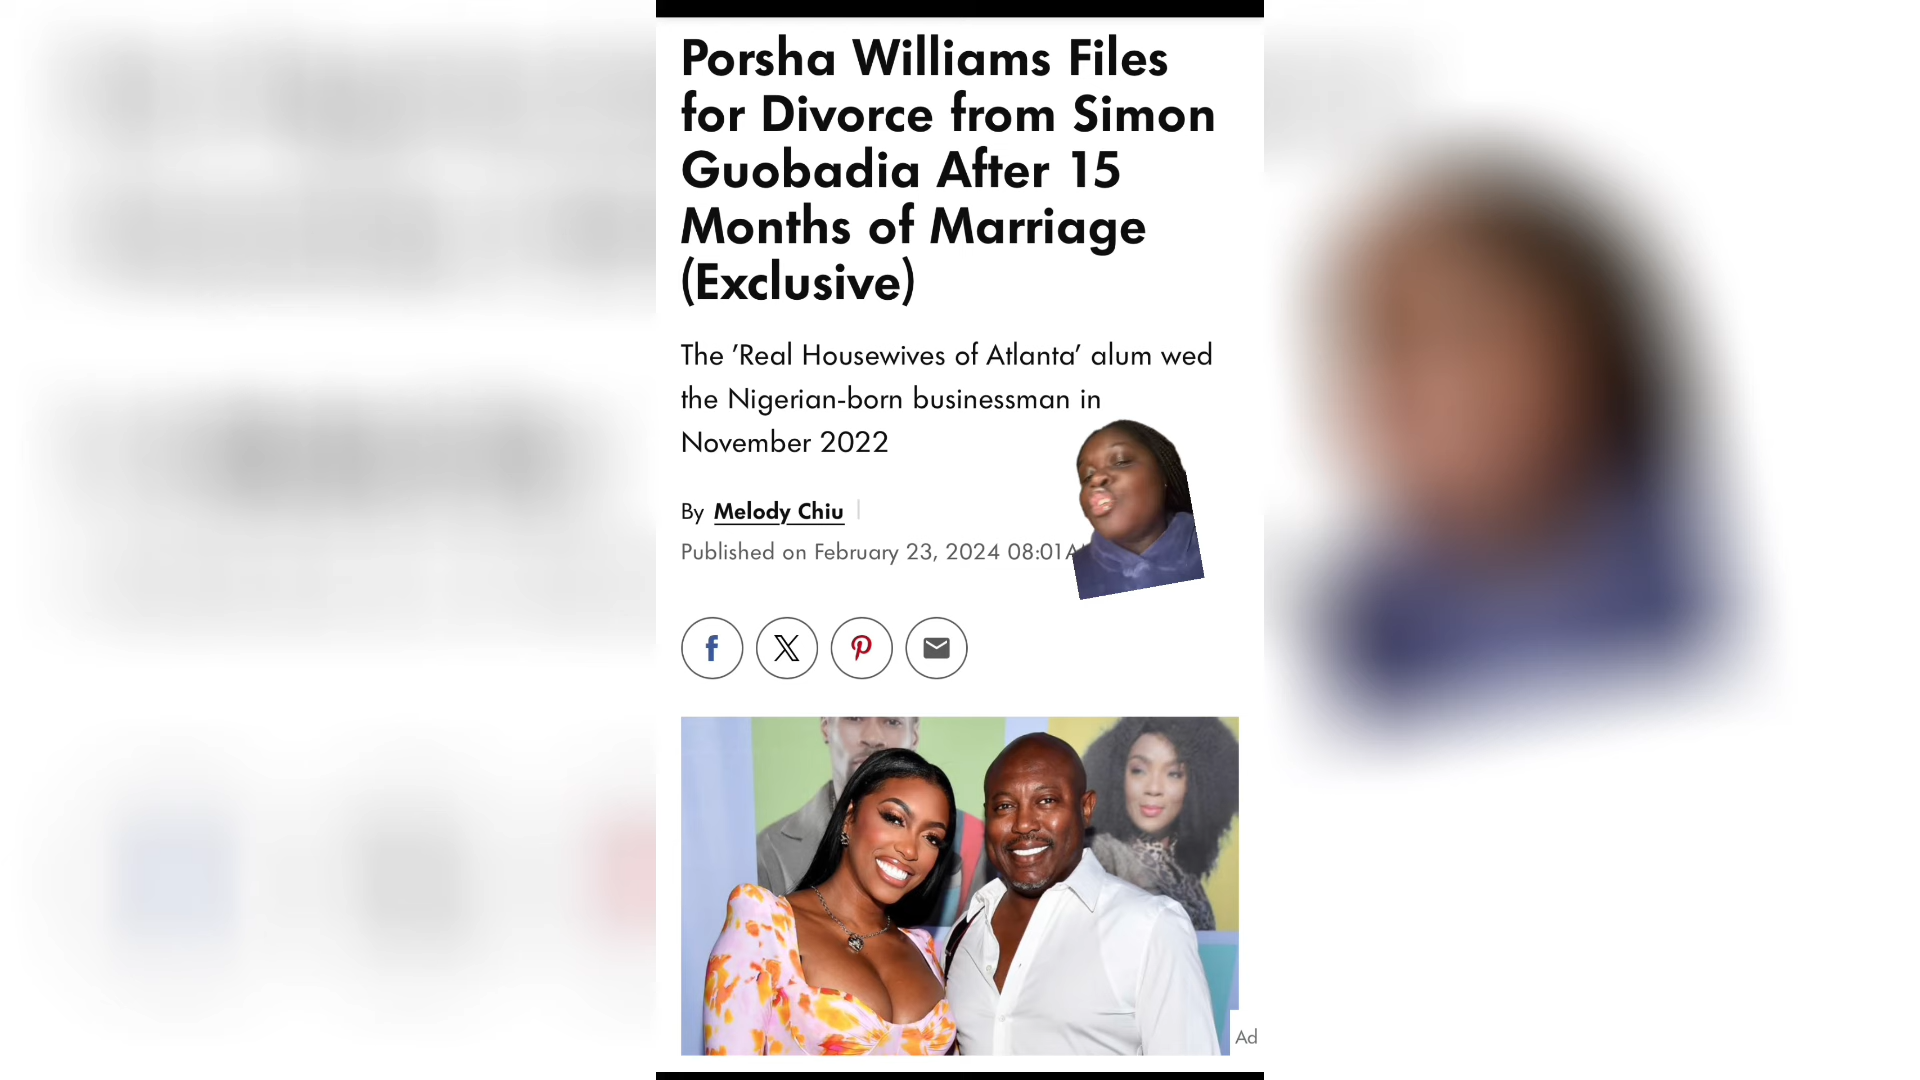 Porsha Williams Files
for Divorce from Simon
Guobadia After 15
Months of Marriage
(Exclusive)
The ’Real Housewives of Atlanta’ alum wed
the Nigerian-born businessman in
November 2022
By Melody Chiu
Published on February 23, 2024 08:01A
f X P
Ad